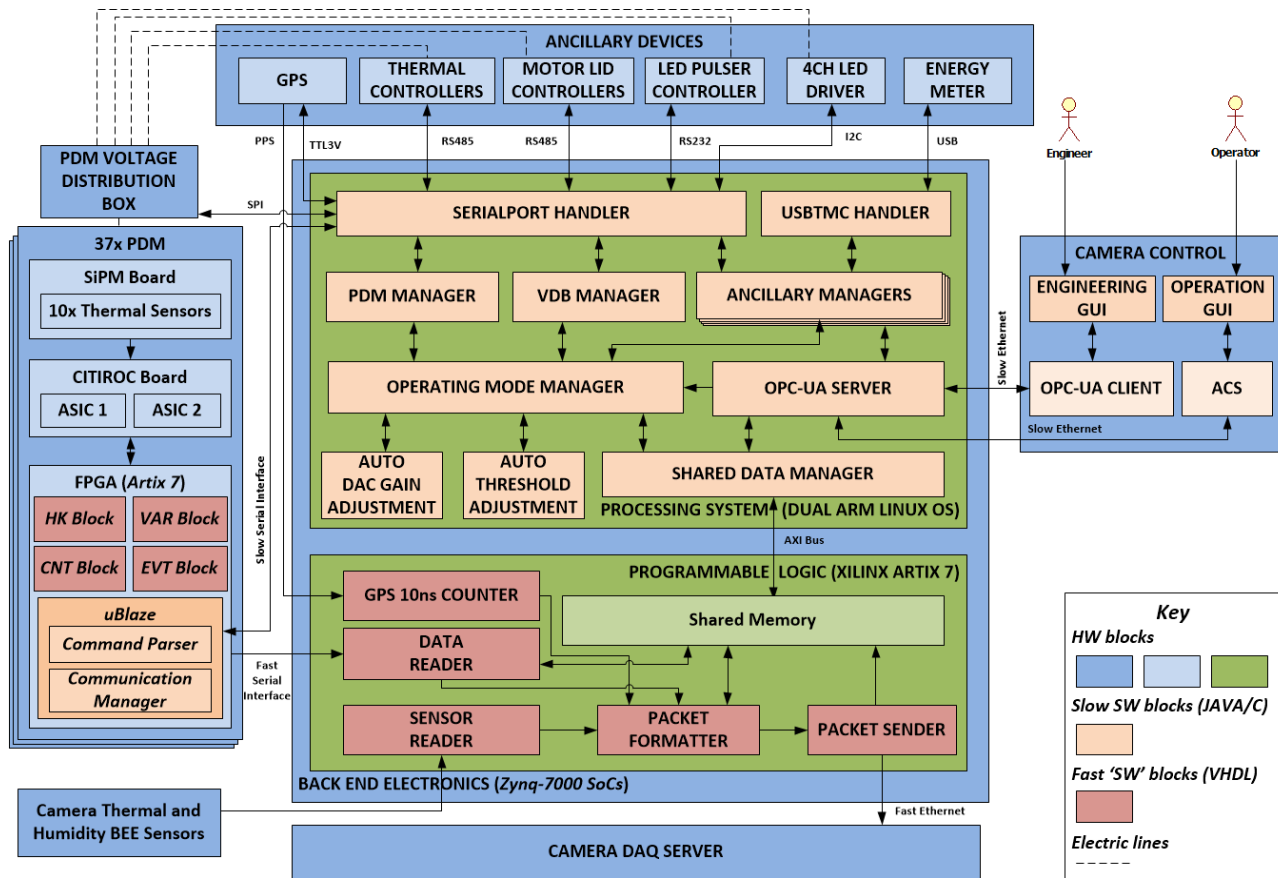 ANCILLARY DEVICES
GPS
THERMAL
CONTROLLERS
MOTOR LID
CONTROLLERS
LED PULSER
CONTROLLER
4CH LED
DRIVER
ENERGY
METER
PPS
TTL3V
RS485
RS485
RS232
I2C
USB
Engineer
Operator
PDM VOLTAGE
DISTRIBUTION
BOX
SPI
SERIALPORT HANDLER
USBTMC HANDLER
37x PDM
SiPM Board
10x Thermal Sensors
CITIROC Board
ASIC 1
ASIC 2
FPGA (Artix 7)
HK Block
VAR Block
CNT Block
EVT Block
uBlaze
Command Parser
Communication
Manager
Slow Serial Interface
Fast
Serial
Interface
PDM MANAGER
VDB MANAGER
ANCILLARY MANAGERS
OPERATING MODE MANAGER
OPC-UA SERVER
AUTO
DAC GAIN
ADJUSTMENT
AUTO
THRESHOLD
ADJUSTMENT
SHARED DATA MANAGER
PROCESSING SYSTEM (DUAL ARM LINUX OS)
Slow Ethernet
CAMERA CONTROL
ENGINEERING
GUI
OPERATION
GUI
OPC-UA CLIENT
ACS
Slow Ethernet
AXI Bus
PROGRAMMABLE LOGIC (XILINX ARTIX 7)
GPS 10ns COUNTER
Shared Memory
DATA
READER
SENSOR
READER
PACKET
FORMATTER
PACKET SENDER
BACK END ELECTRONICS (Zynq-7000 SoCs)
Camera Thermal and
Humidity BEE Sensors
Fast Ethernet
CAMERA DAQ SERVER
Key
HW blocks
Slow SW blocks (JAVA/C)
Fast ‘SW’ blocks (VHDL)
Electric lines